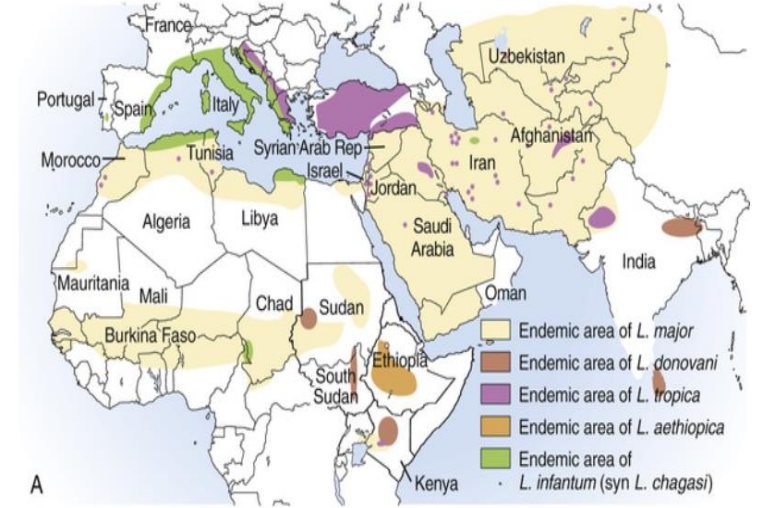 France
Uzbekistan
Portugal
Spain
Italy
Afghanistan
Morocco
Tunisia
Syrian Arab Rep
Iran
Israel
Jordan
Algeria
Libya
Saudi
Arabia
India
Mauritania
Mali
Chad
Sudan
Oman
Burkina Faso
Ethiopia
South
Sudan
Kenya
Endemic area of L. major
Endemic area of L. donovani
Endemic area of L. tropica
Endemic area of L. aethiopica
Endemic area of
L. infantum (syn L. chagasi)
A